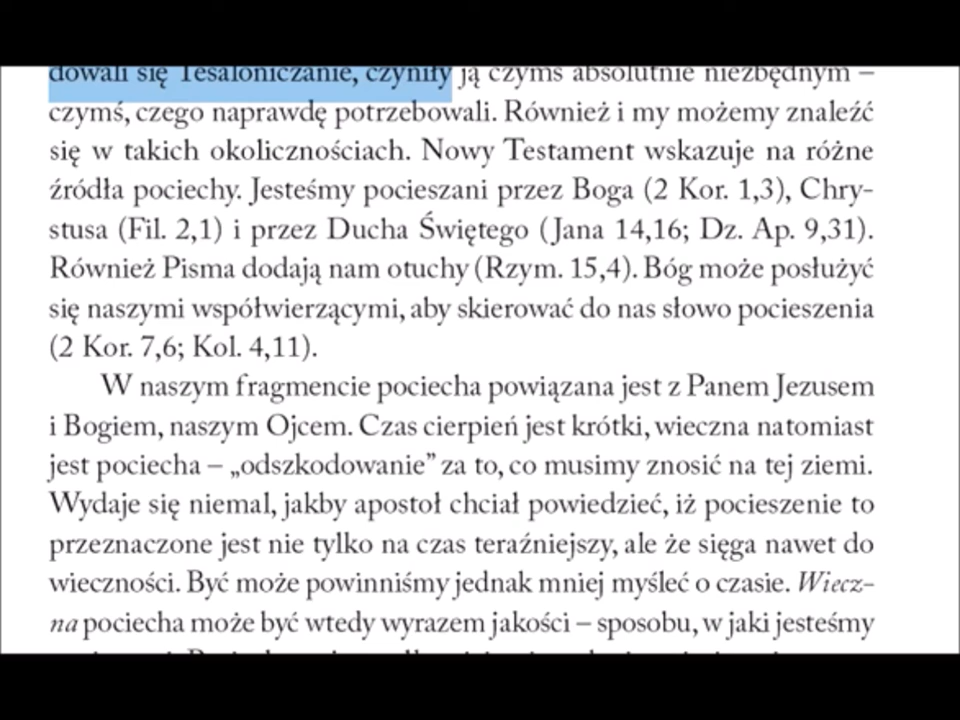 dowali się Tesaloniczanie, czyniły ją czymś absolutnie niezbędnym –
czymś, czego naprawdę potrzebowali. Również i my możemy znaleźć
się w takich okolicznościach. Nowy Testament wskazuje na różne
źródła pociechy. Jesteśmy pocieszani przez Boga (2 Kor. 1,3), Chry-
stusa (Fil. 2,1) i przez Ducha Świętego (Jana 14,16; Dz. Ap. 9,31).
Również Pisma dodają nam otuchy (Rzym. 15,4). Bóg może posłużyć
się naszymi współwierzącymi, aby skierować do nas słowo pocieszenia
(2 Kor. 7,6; Kol. 4,11).
W naszym fragmencie pociecha powiązana jest z Panem Jezusem
i Bogiem, naszym Ojcem. Czas cierpień jest krótki, wieczna natomiast
jest pociecha – „odszkodowanie” za to, co musimy znosić na tej ziemi.
Wydaje się niemal, jakby apostoł chciał powiedzieć, iż pocieszenie to
przeznaczone jest nie tylko na czas teraźniejszy, ale że sięga nawet do
wieczności. Być może powinniśmy jednak mniej myśleć o czasie. Wiecz-
na pociecha może być wtedy wyrazem jakości – sposobu, w jaki jesteśmy